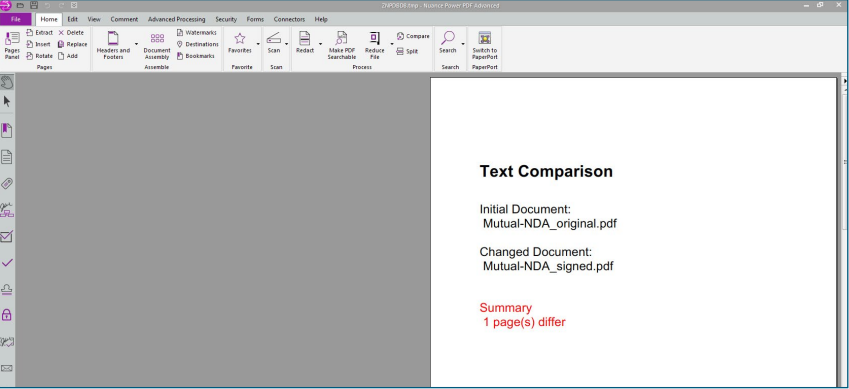 ZNPDBDB.tmp - Nuance Power PDF Advanced
File Home Edit View Comment Advanced Processing Security Forms Connectors Help
Extract Delete
Insert Replace
Rotate Add
Pages Panel
Pages
Headers and Footers
Document Assembly
Watermarks
Destinations
Bookmarks
Assemble
Favorites
Favorite
Scan
Scan
Redact
Make PDF Searchable
Reduce File
Compare
Split
Process
Search
Search
Switch to PaperPort
PaperPort
Text Comparison
Initial Document:
Mutual-NDA_original.pdf
Changed Document:
Mutual-NDA_signed.pdf
Summary
1 page(s) differ